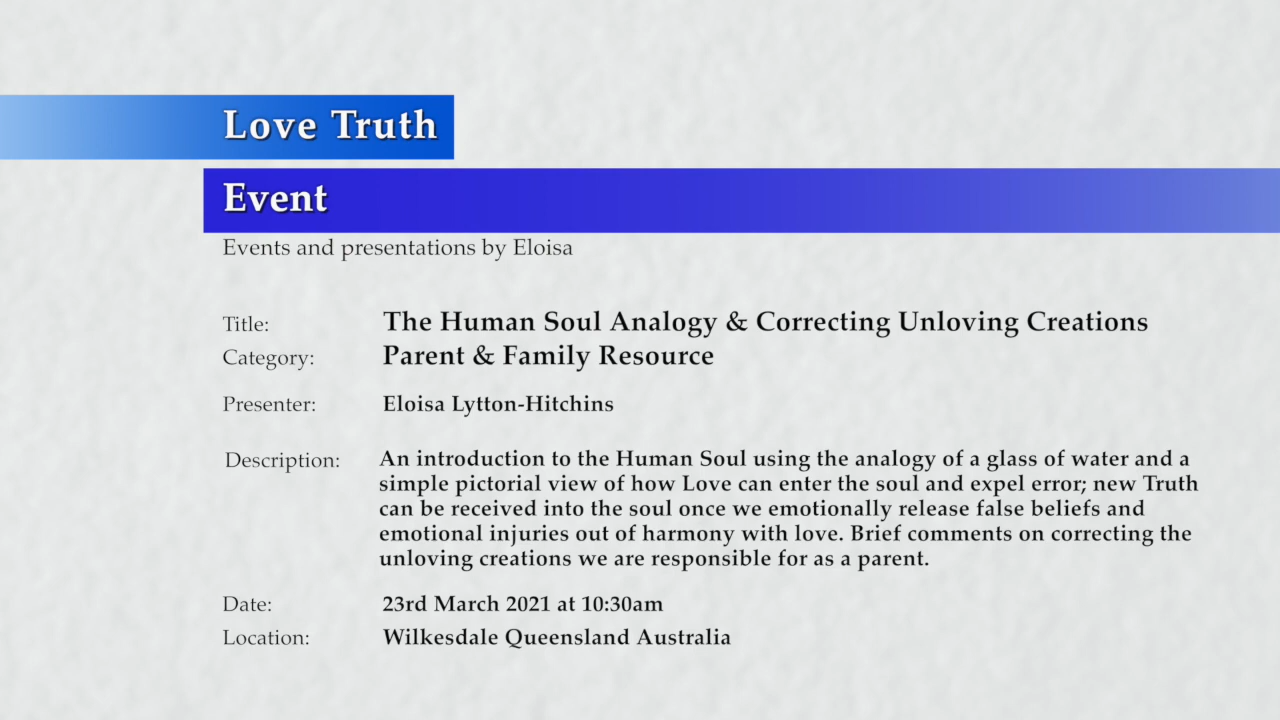 Love Truth
Event
Events and presentations by Eloisa
Title: The Human Soul Analogy & Correcting Unloving Creations
Category: Parent & Family Resource
Presenter: Eloisa Lytton-Hitchins
Description: An introduction to the Human Soul using the analogy of a glass of water and a
simple pictorial view of how Love can enter the soul and expel error; new Truth
can be received into the soul once we emotionally release false beliefs and
emotional injuries out of harmony with love. Brief comments on correcting the
unloving creations we are responsible for as a parent.
Date: 23rd March 2021 at 10:30am
Location: Wilkesdale Queensland Australia